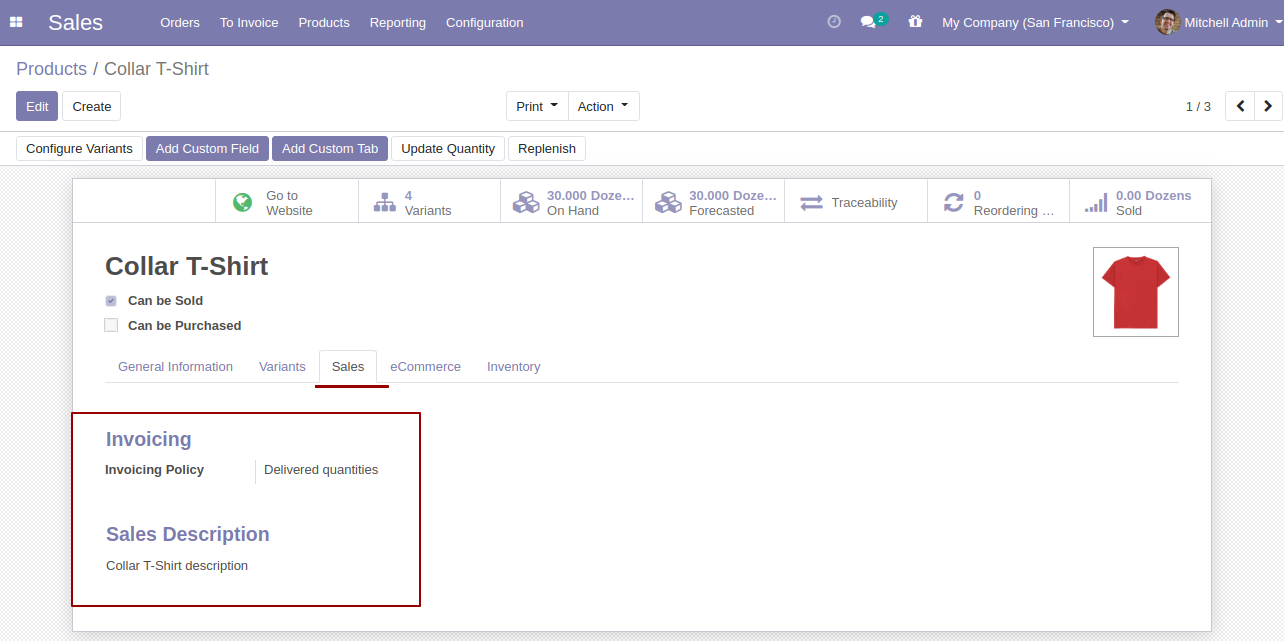 Sales Orders To Invoice Products Reporting Configuration 2 My Company (San Francisco) Mitchell Admin
Products / Collar T-Shirt
Edit Create Print Action 1 / 3
Configure Variants Add Custom Field Add Custom Tab Update Quantity Replenish
Go to Website
4 Variants
30.000 Doze… On Hand
30.000 Doze… Forecasted
Traceability
0 Reordering …
0.00 Dozens Sold
Collar T-Shirt
Can be Sold
Can be Purchased
General Information Variants Sales eCommerce Inventory
Invoicing
Invoicing Policy Delivered quantities
Sales Description
Collar T-Shirt description